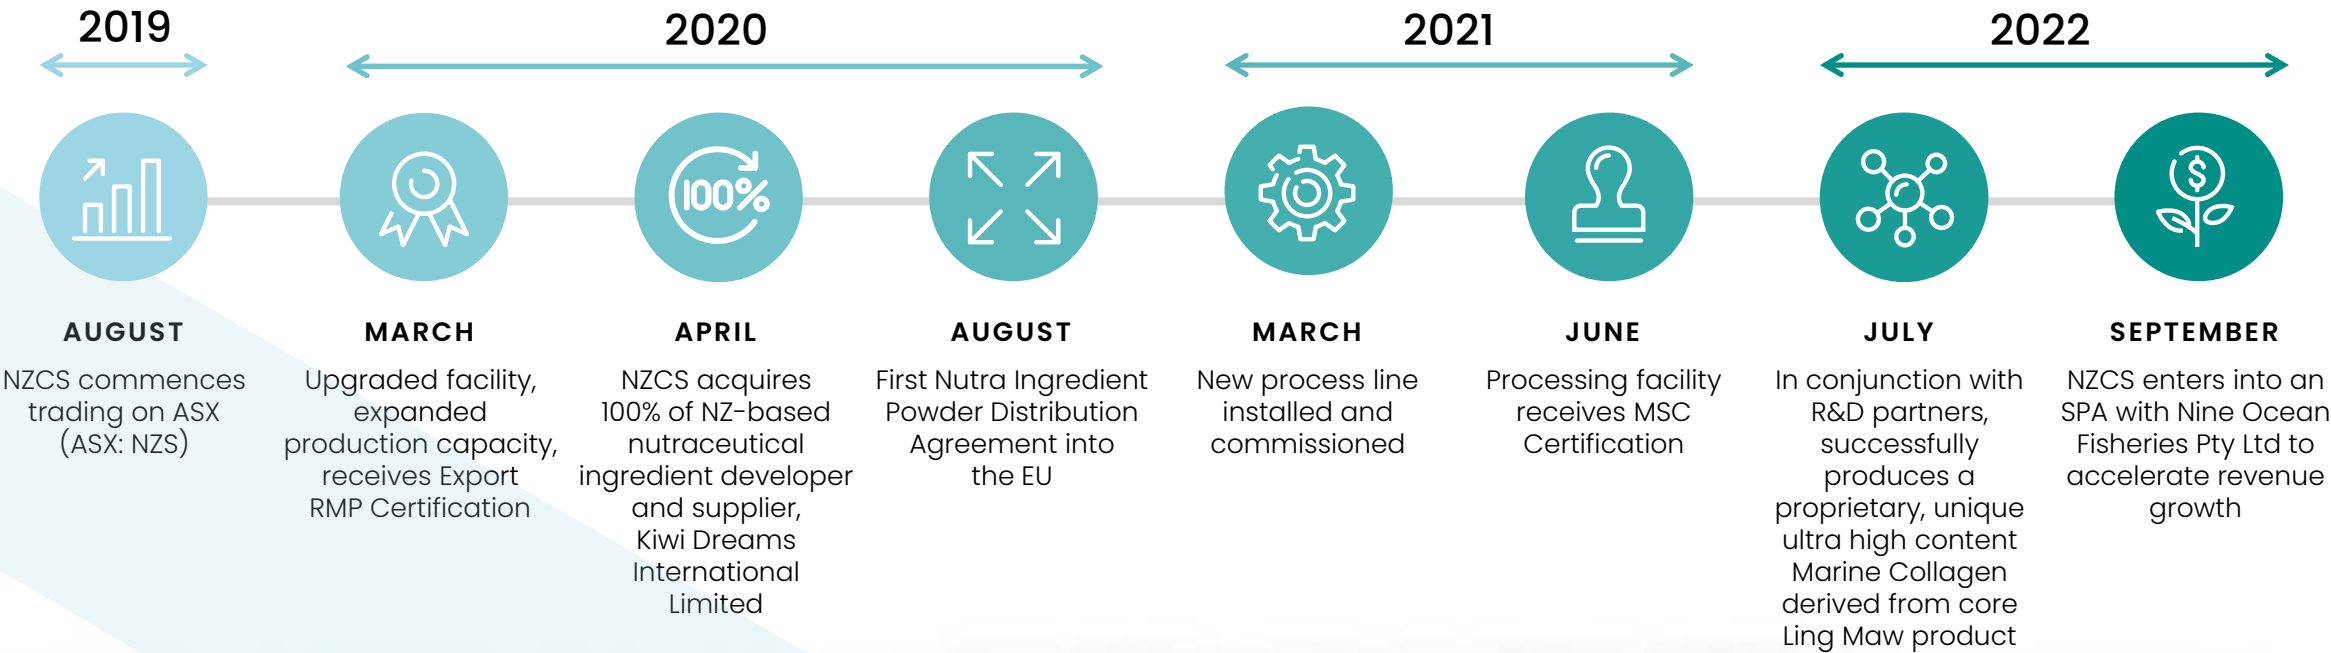 2019
AUGUST
NZCS commences
trading on ASX
(ASX: NZS)
2020
MARCH
Upgraded facility,
expanded
production capacity,
receives Export
RMP Certification
100%
APRIL
NZCS acquires
100% of NZ-based
nutraceutical
ingredient developer
and supplier,
Kiwi Dreams
International
Limited
AUGUST
First Nutra Ingredient
Powder Distribution
Agreement into
the EU
2021
MARCH
New process line
installed and
commissioned
JUNE
Processing facility
receives MSC
Certification
2022
JULY
In conjunction with
R&D partners,
successfully
produces a
proprietary, unique
ultra high content
Marine Collagen
derived from core
Ling Maw product
$
SEPTEMBER
NZCS enters into an
SPA with Nine Ocean
Fisheries Pty Ltd to
accelerate revenue
growth